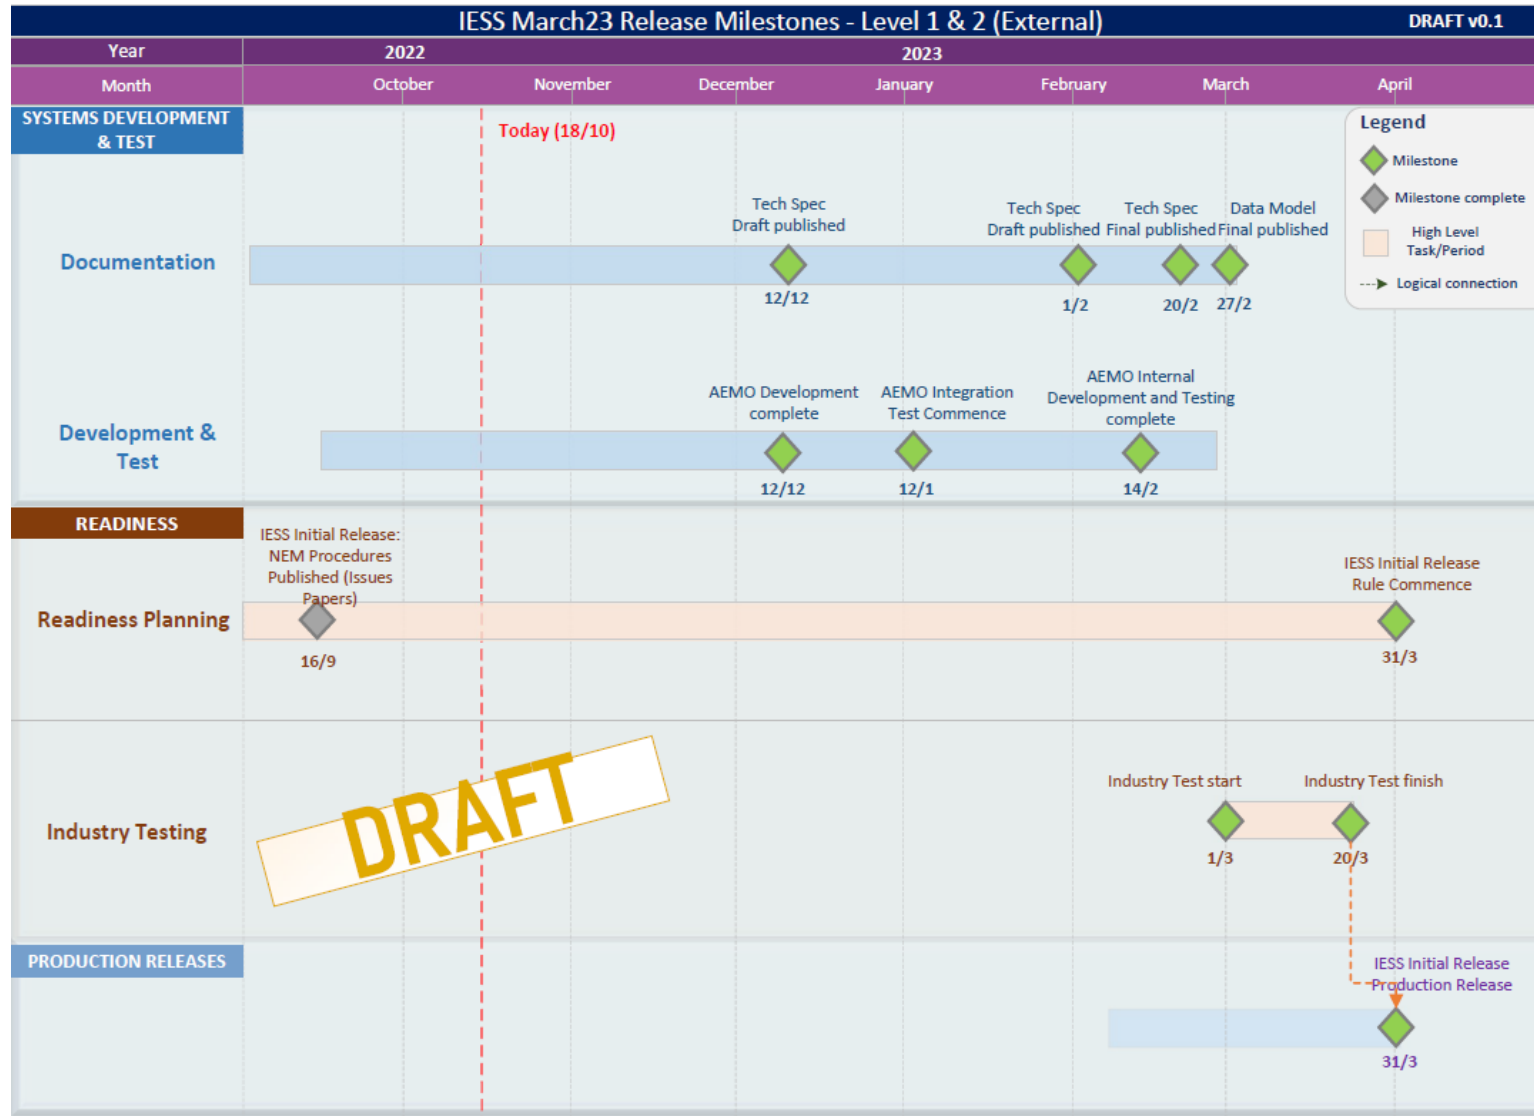 IESS March23 Release Milestones - Level 1 & 2 (External)
DRAFT v0.1
Year
2022
2023
Month
October
November
December
January
February
March
April
SYSTEMS DEVELOPMENT
& TEST
Today (18/10)
Legend
Milestone
Milestone complete
High Level
Task/Period
Logical connection
Documentation
Tech Spec
Draft published
12/12
Tech Spec
Draft published
1/2
Tech Spec
Final published
20/2
Data Model
Final published
27/2
Development &
Test
AEMO Development
complete
12/12
AEMO Integration
Test Commence
12/1
AEMO Internal
Development and Testing
complete
14/2
READINESS
Readiness Planning
IESS Initial Release:
NEM Procedures
Published (Issues
Papers)
16/9
IESS Initial Release
Rule Commence
31/3
Industry Testing
DRAFT
Industry Test start
1/3
Industry Test finish
20/3
PRODUCTION RELEASES
IESS Initial Release
Production Release
31/3